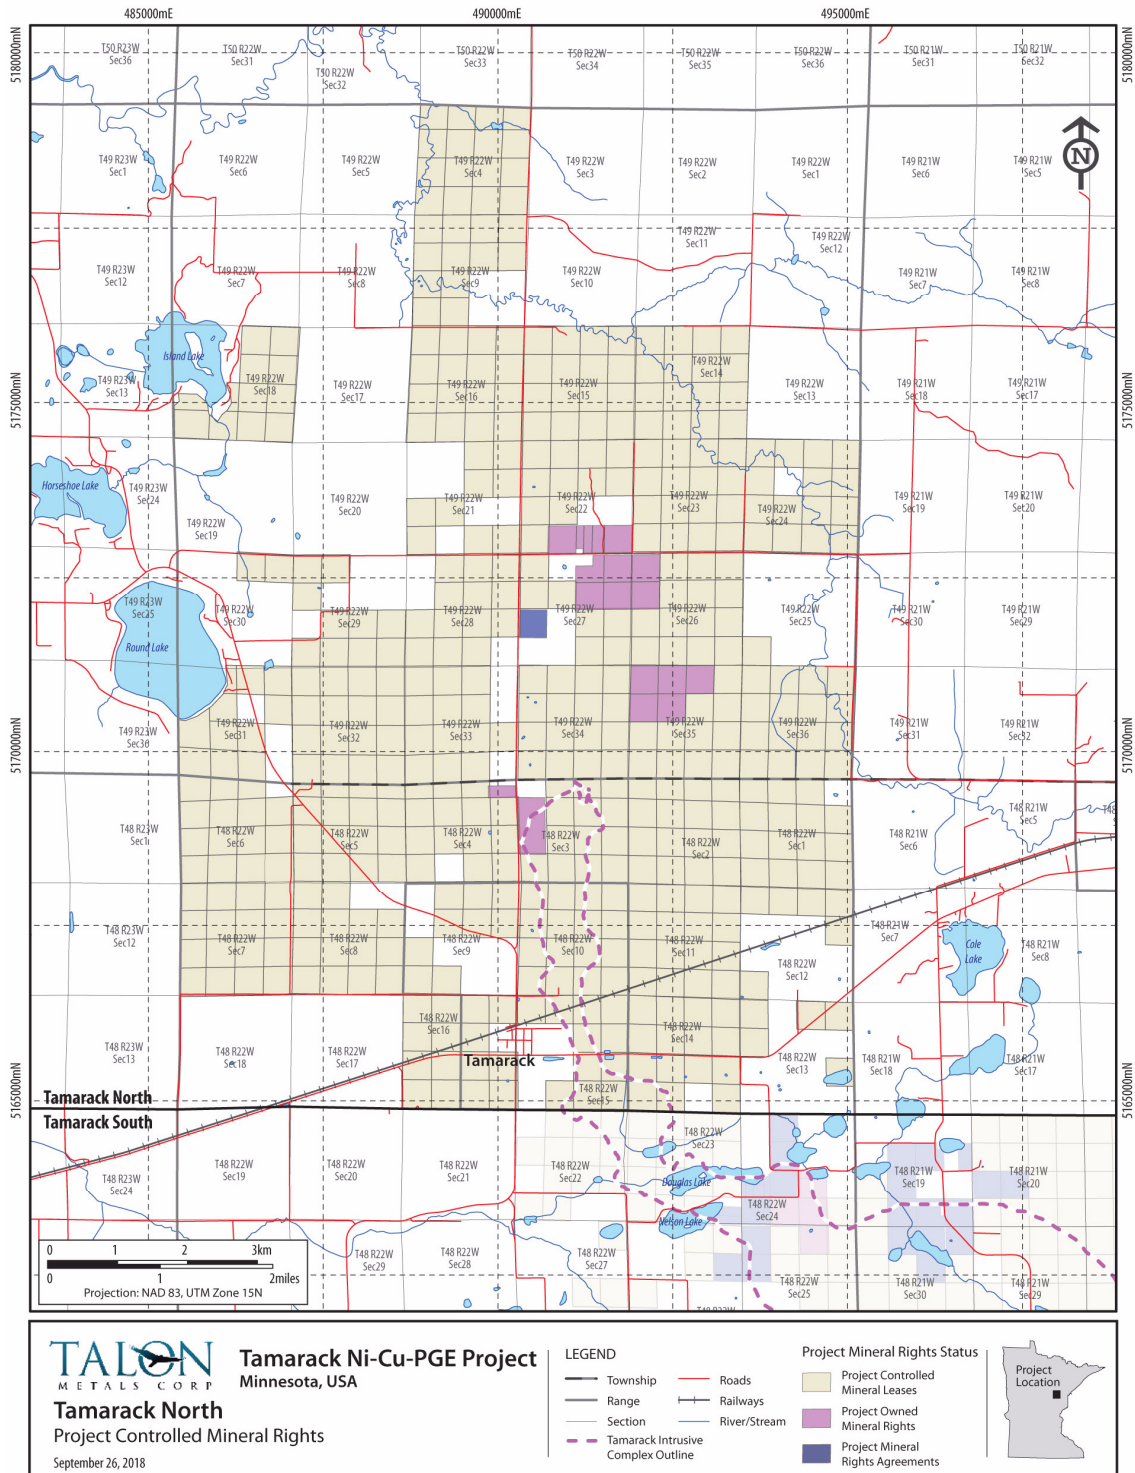 485000mE
490000mE
495000mE
5180000mN
5180000mN
T50 R23W
Sec36
T50 R22W
Sec31
T50 R22W
Sec32
T50 R22W
Sec33
T50 R22W
Sec34
T50 R22W
Sec35
T50 R22W
Sec36
T50 R21W
Sec31
T50 R21W
Sec32
N
T49 R23W
Sec1
T49 R22W
Sec6
T49 R22W
Sec5
T49 R22W
Sec4
T49 R22W
Sec3
T49 R22W
Sec2
T49 R22W
Sec1
T49 R21W
Sec6
T49 R21W
Sec5
T49 R23W
Sec12
T49 R22W
Sec7
T49 R22W
Sec8
T49 R22W
Sec9
T49 R22W
Sec10
T49 R22W
Sec11
T49 R22W
Sec12
T49 R21W
Sec7
T49 R21W
Sec8
Island Lake
5175000mN
5175000mN
T49 R23W
Sec13
T49 R22W
Sec18
T49 R22W
Sec17
T49 R22W
Sec16
T49 R22W
Sec15
T49 R22W
Sec14
T49 R22W
Sec13
T49 R21W
Sec18
T49 R21W
Sec17
Horseshoe Lake
T49 R23W
Sec24
T49 R22W
Sec19
T49 R22W
Sec20
T49 R22W
Sec21
T49 R22W
Sec22
T49 R22W
Sec23
T49 R22W
Sec24
T49 R21W
Sec19
T49 R21W
Sec20
T49 R23W
Sec25
Round Lake
T49 R22W
Sec30
T49 R22W
Sec29
T49 R22W
Sec28
T49 R22W
Sec27
T49 R22W
Sec26
T49 R22W
Sec25
T49 R21W
Sec30
T49 R21W
Sec29
5170000mN
5170000mN
T49 R23W
Sec36
T49 R22W
Sec31
T49 R22W
Sec32
T49 R22W
Sec33
T49 R22W
Sec34
T49 R22W
Sec35
T49 R22W
Sec36
T49 R21W
Sec31
T49 R21W
Sec32
T48 R23W
Sec1
T48 R22W
Sec6
T48 R22W
Sec5
T48 R22W
Sec4
T48 R22W
Sec3
T48 R22W
Sec2
T48 R22W
Sec1
T48 R21W
Sec6
T48 R21W
Sec5
T48 R23W
Sec12
T48 R22W
Sec7
T48 R22W
Sec8
T48 R22W
Sec9
T48 R22W
Sec10
T48 R22W
Sec11
T48 R22W
Sec12
T48 R21W
Sec7
Cole
Lake
T48 R21W
Sec8
T48 R23W
Sec13
T48 R22W
Sec18
T48 R22W
Sec17
T48 R22W
Sec16
Tamarack
T48 R22W
Sec15
T48 R22W
Sec14
T48 R22W
Sec13
T48 R21W
Sec18
T48 R21W
Sec17
5165000mN
5165000mN
Tamarack North
Tamarack South
T48 R23W
Sec24
T48 R22W
Sec19
T48 R22W
Sec20
T48 R22W
Sec21
T48 R22W
Sec22
T48 R22W
Sec23
Douglas Lake
Nelson Lake
T48 R22W
Sec24
T48 R21W
Sec19
T48 R21W
Sec20
T48 R22W
Sec29
T48 R22W
Sec28
T48 R22W
Sec27
T48 R22W
Sec25
T48 R21W
Sec30
T48 R21W
Sec29
0 1 2 3km
0 1 2miles
Projection: NAD 83, UTM Zone 15N
TALON
METALS CORP
Tamarack Ni-Cu-PGE Project
Minnesota, USA
Tamarack North
Project Controlled Mineral Rights
September 26, 2018
LEGEND
Township
Range
Section
Tamarack Intrusive
Complex Outline
Roads
Railways
River/Stream
Project Mineral Rights Status
Project Controlled
Mineral Leases
Project Owned
Mineral Rights
Project Mineral
Rights Agreements
Project
Location